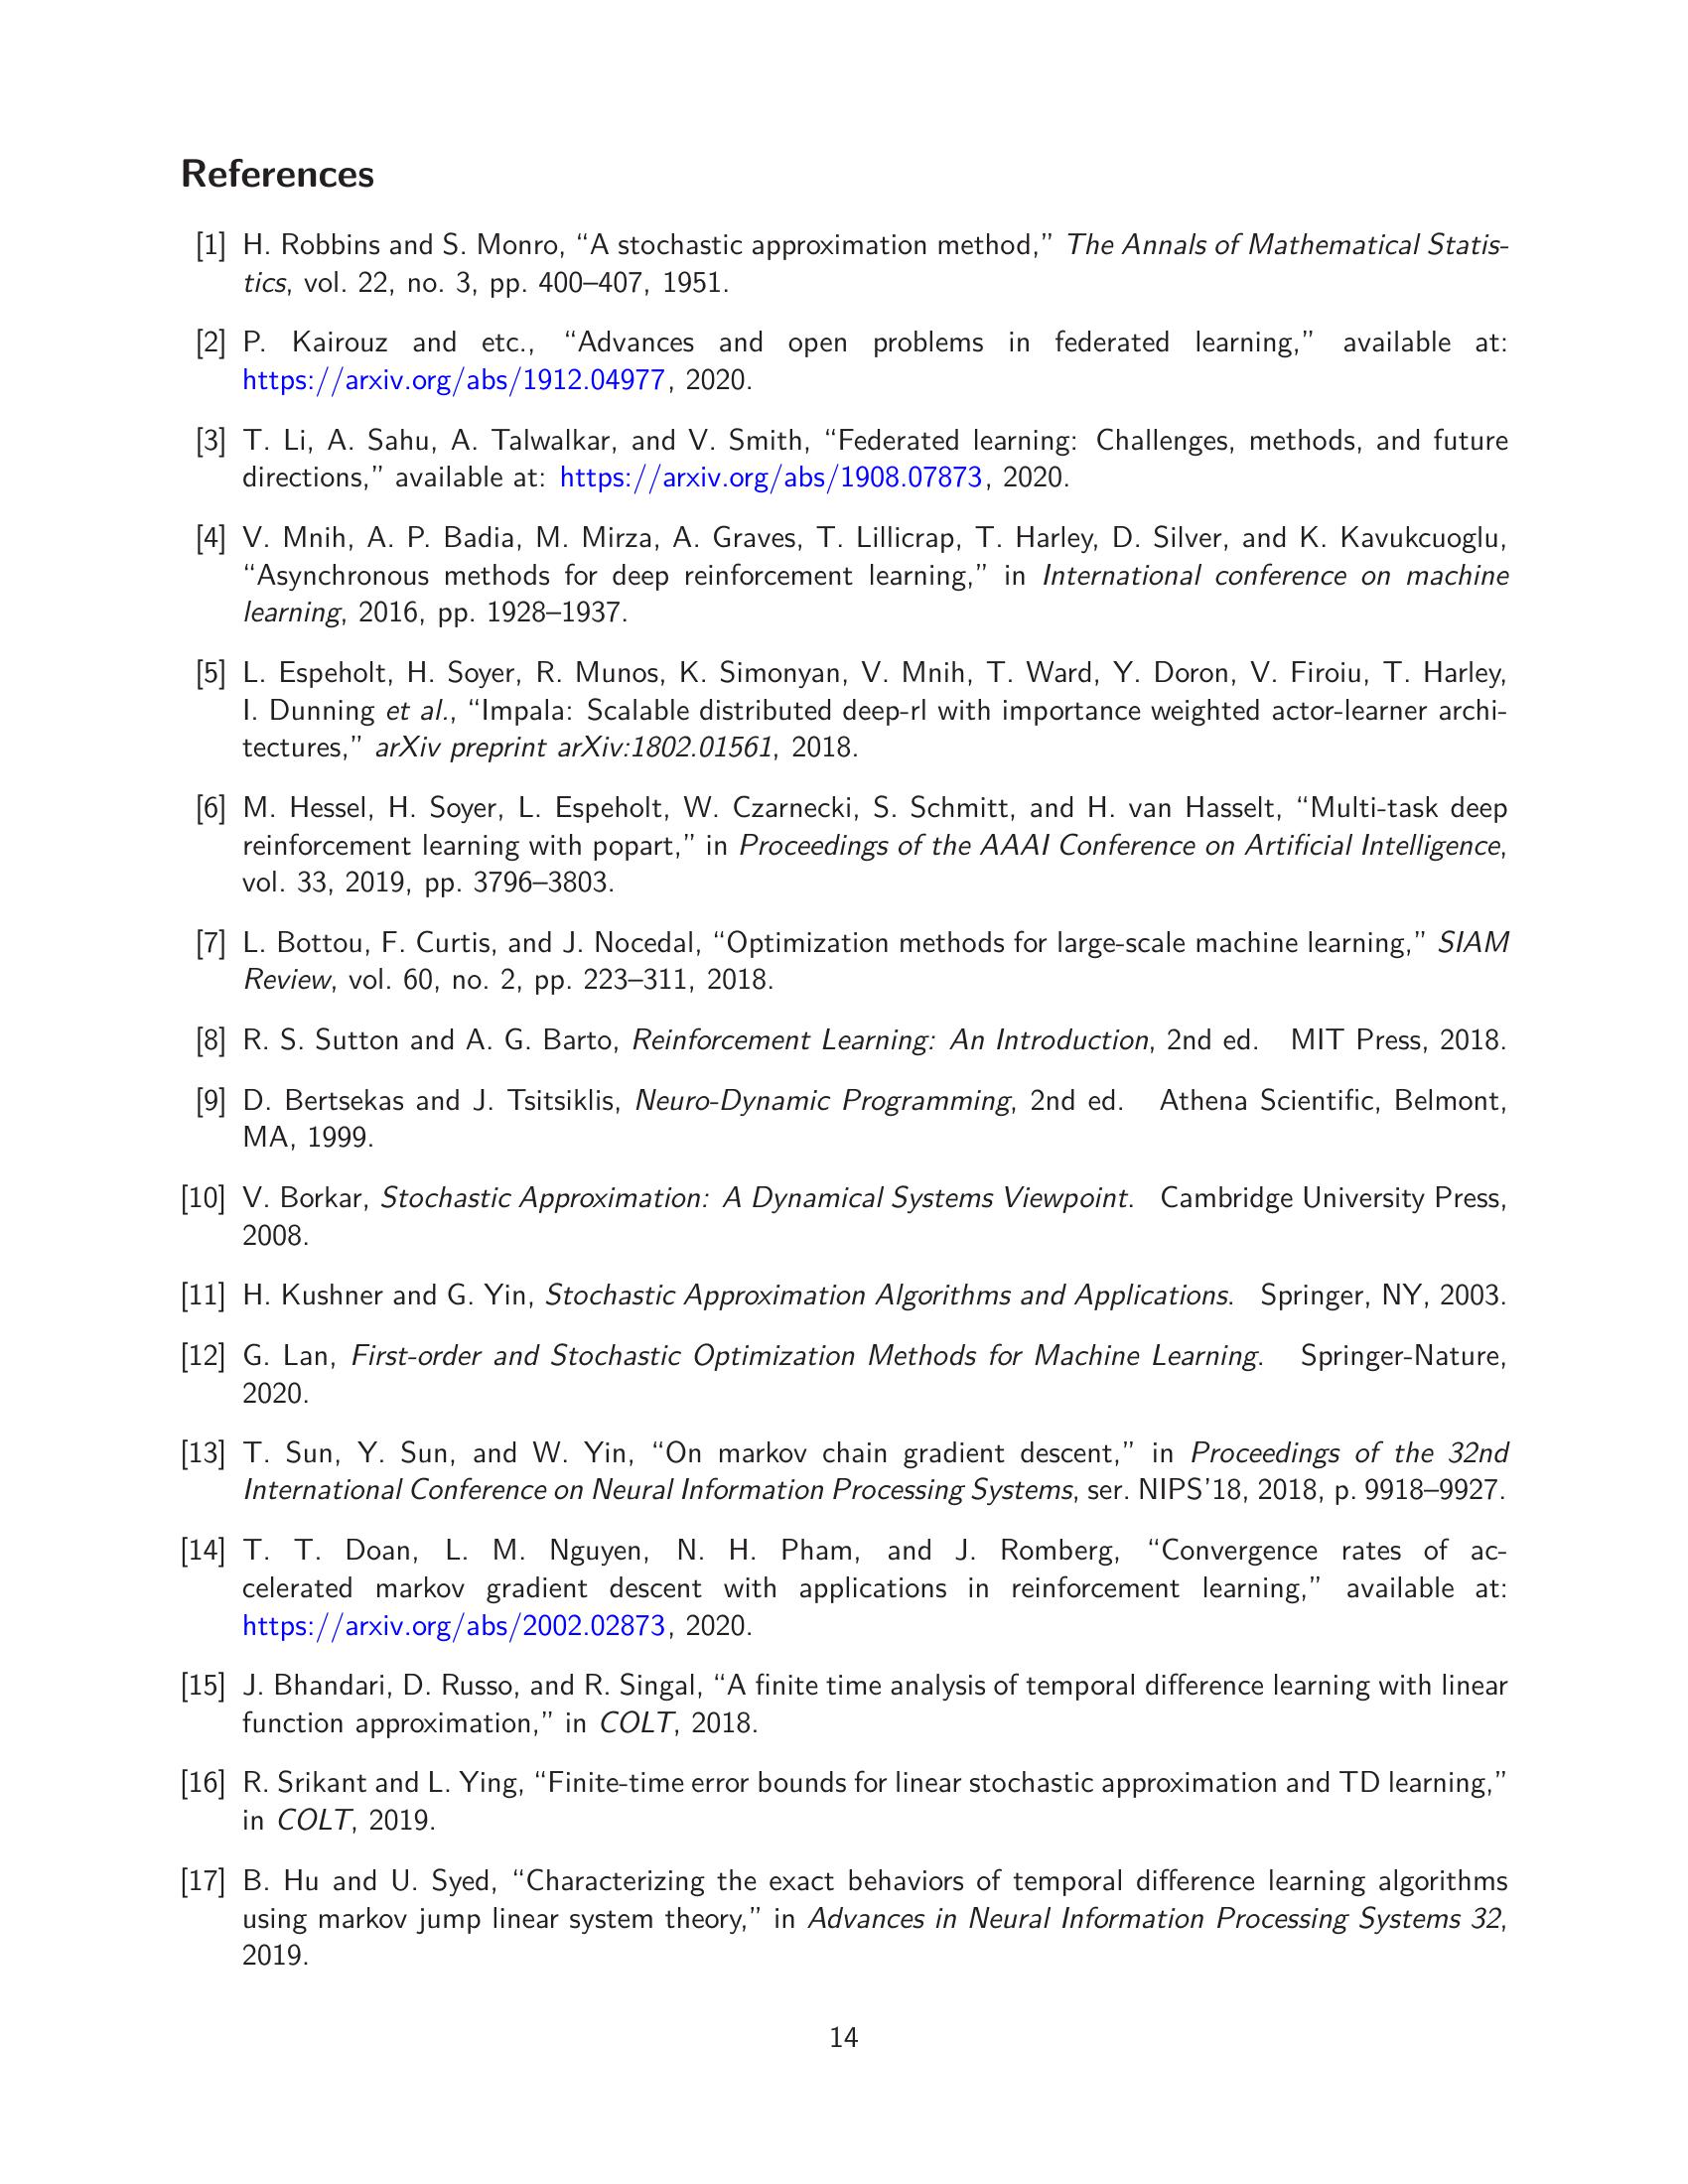 References
[1] H. Robbins and S. Monro, “A stochastic approximation method,” The Annals of Mathematical Statis-
tics, vol. 22, no. 3, pp. 400–407, 1951.
[2] P. Kairouz and etc., “Advances and open problems in federated learning,” available at:
https://arxiv.org/abs/1912.04977, 2020.
[3] T. Li, A. Sahu, A. Talwalkar, and V. Smith, “Federated learning: Challenges, methods, and future
directions,” available at: https://arxiv.org/abs/1908.07873, 2020.
[4] V. Mnih, A. P. Badia, M. Mirza, A. Graves, T. Lillicrap, T. Harley, D. Silver, and K. Kavukcuoglu,
“Asynchronous methods for deep reinforcement learning,” in International conference on machine
learning, 2016, pp. 1928–1937.
[5] L. Espeholt, H. Soyer, R. Munos, K. Simonyan, V. Mnih, T. Ward, Y. Doron, V. Firoiu, T. Harley,
I. Dunning et al., “Impala: Scalable distributed deep-rl with importance weighted actor-learner archi-
tectures,” arXiv preprint arXiv:1802.01561, 2018.
[6] M. Hessel, H. Soyer, L. Espeholt, W. Czarnecki, S. Schmitt, and H. van Hasselt, “Multi-task deep
reinforcement learning with popart,” in Proceedings of the AAAI Conference on Artificial Intelligence,
vol. 33, 2019, pp. 3796–3803.
[7] L. Bottou, F. Curtis, and J. Nocedal, “Optimization methods for large-scale machine learning,” SIAM
Review, vol. 60, no. 2, pp. 223–311, 2018.
[8] R. S. Sutton and A. G. Barto, Reinforcement Learning: An Introduction, 2nd ed. MIT Press, 2018.
[9] D. Bertsekas and J. Tsitsiklis, Neuro-Dynamic Programming, 2nd ed. Athena Scientific, Belmont,
MA, 1999.
[10] V. Borkar, Stochastic Approximation: A Dynamical Systems Viewpoint. Cambridge University Press,
2008.
[11] H. Kushner and G. Yin, Stochastic Approximation Algorithms and Applications. Springer, NY, 2003.
[12] G. Lan, First-order and Stochastic Optimization Methods for Machine Learning. Springer-Nature,
2020.
[13] T. Sun, Y. Sun, and W. Yin, “On markov chain gradient descent,” in Proceedings of the 32nd
International Conference on Neural Information Processing Systems, ser. NIPS’18, 2018, p. 9918–9927.
[14] T. T. Doan, L. M. Nguyen, N. H. Pham, and J. Romberg, “Convergence rates of ac-
celerated markov gradient descent with applications in reinforcement learning,” available at:
https://arxiv.org/abs/2002.02873, 2020.
[15] J. Bhandari, D. Russo, and R. Singal, “A finite time analysis of temporal difference learning with linear
function approximation,” in COLT, 2018.
[16] R. Srikant and L. Ying, “Finite-time error bounds for linear stochastic approximation and TD learning,”
in COLT, 2019.
[17] B. Hu and U. Syed, “Characterizing the exact behaviors of temporal difference learning algorithms
using markov jump linear system theory,” in Advances in Neural Information Processing Systems 32,
2019.
14